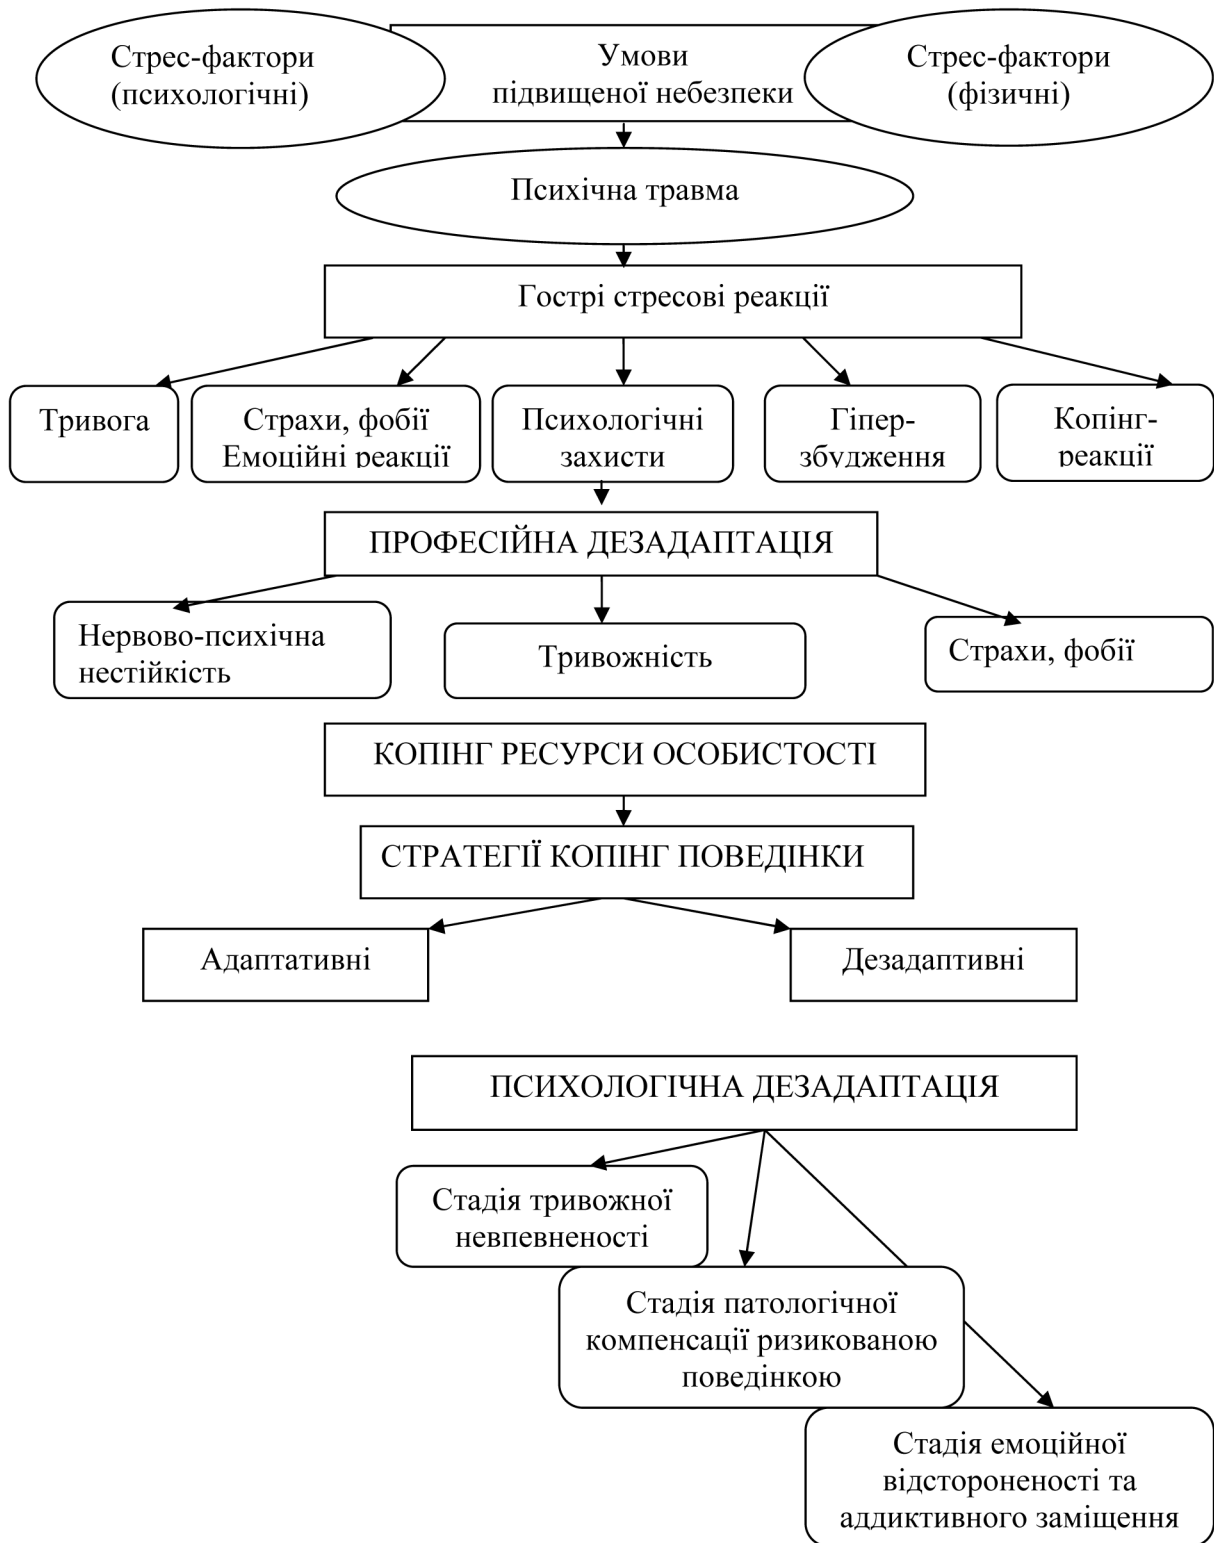 Стрес-фактори
(психологічні)
Умови
підвищеної небезпеки
Стрес-фактори
(фізичні)
Психічна травма
Гострі стресові реакції
Тривога
Страхи, фобії
Емоційні реакції
Психологічні
захисти
Гіпер-
збудження
Копінг-
реакції
ПРОФЕСІЙНА ДЕЗАДАПТАЦІЯ
Нервово-психічна
нестійкість
Тривожність
Страхи, фобії
КОПІНГ РЕСУРСИ ОСОБИСТОСТІ
СТРАТЕГІЇ КОПІНГ ПОВЕДІНКИ
Адаптативні
Дезадаптивні
ПСИХОЛОГІЧНА ДЕЗАДАПТАЦІЯ
Стадія тривожної
невпевненості
Стадія патологічної
компенсації ризикованою
поведінкою
Стадія емоційної
відстороненості та
аддиктивного заміщення